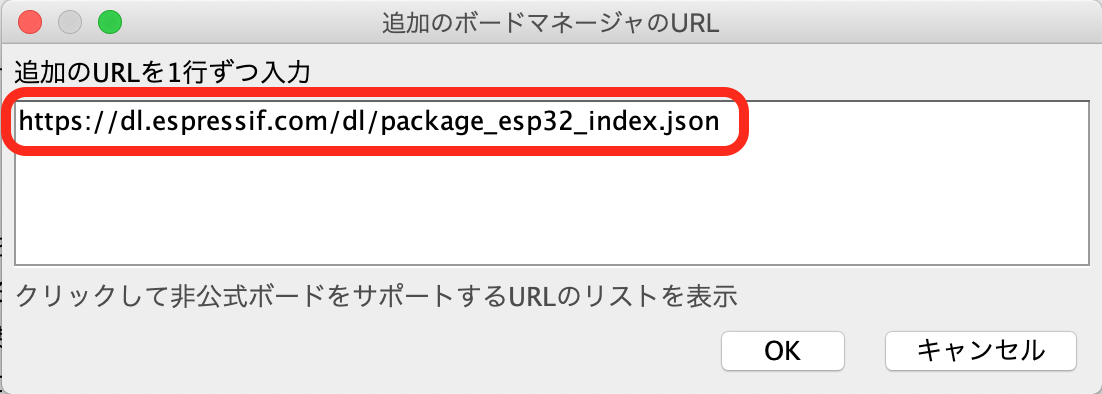 追加のボードマネージャのURL
追加のURLを1行ずつ入力
https://dl.espressif.com/dl/package_esp32_index.json
クリックして非公式ボードをサポートするURLのリストを表示
OK
キャンセル